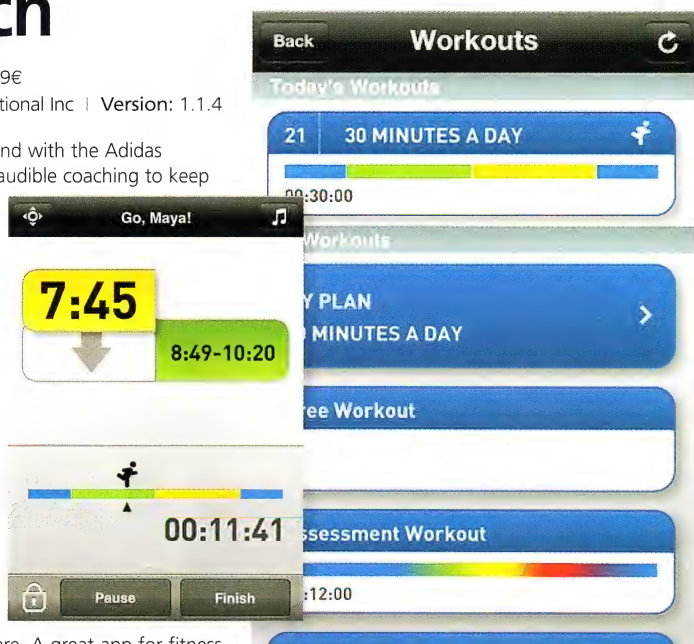 ch
9€
tional Inc | Version: 1.1.4
nd with the Adidas
audible coaching to keep
Back Workouts
Today's Workouts
21 30 MINUTES A DAY
00:30:00
Workouts
Y PLAN
MINUTES A DAY
ree Workout
ssessment Workout
:12:00
Go, Maya!
7:45
8:49-10:20
00:11:41
Pause Finish
ere. A great app for fitness